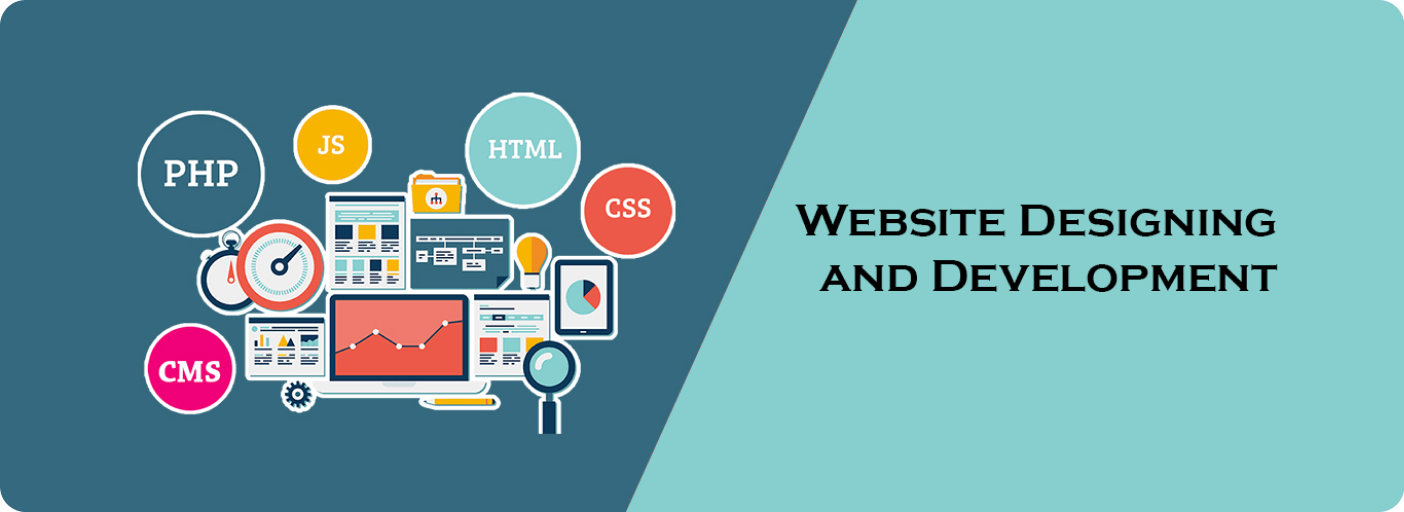 PHP
JS
HTML
CSS
CMS
Website Designing
and Development